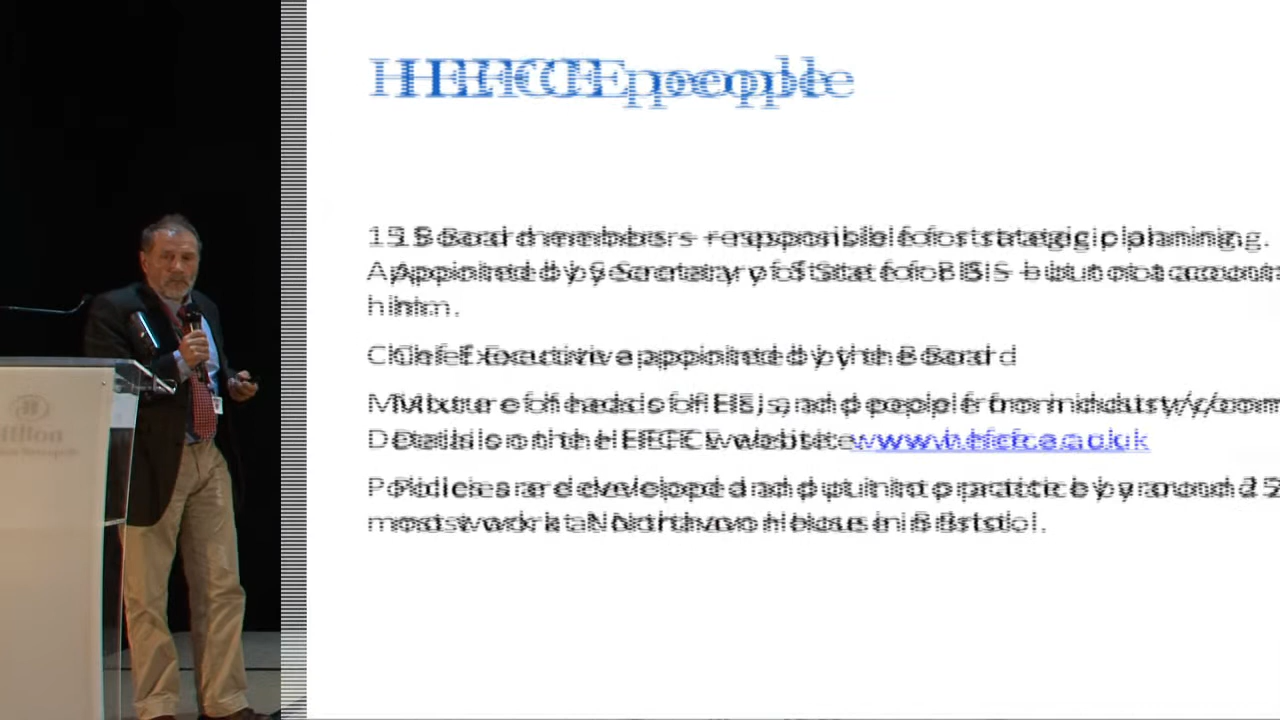 HEFCE people
15 Board members - responsible for strategic planning.
Appointed by Secretary of State for BIS - but not
him.
Chief Executive appointed by the Board
Mixture of heads of HEIs, and people from industry/
Details on the HEFCE website www.hefce.ac.uk
Policies are developed and put into practice by around
most work at Northavon House in Bristol.
Hilton